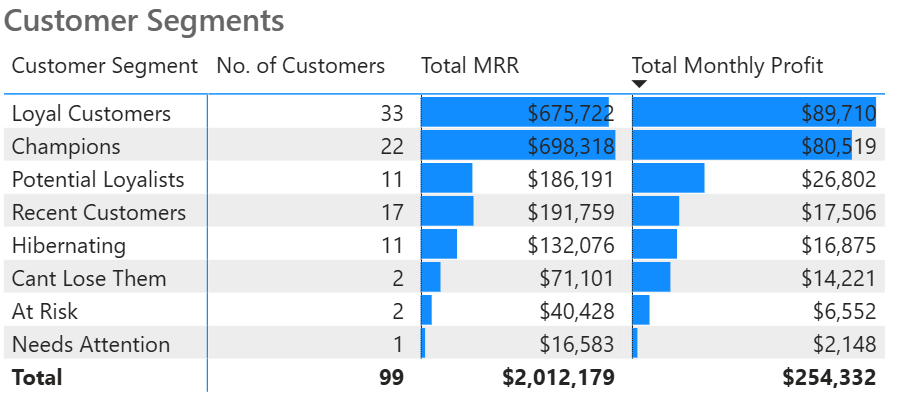 Customer Segments
Customer Segment No. of Customers Total MRR Total Monthly Profit
Loyal Customers 33 $675,722 $89,710
Champions 22 $698,318 $80,519
Potential Loyalists 11 $186,191 $26,802
Recent Customers 17 $191,759 $17,506
Hibernating 11 $132,076 $16,875
Cant Lose Them 2 $71,101 $14,221
At Risk 2 $40,428 $6,552
Needs Attention 1 $16,583 $2,148
Total 99 $2,012,179 $254,332